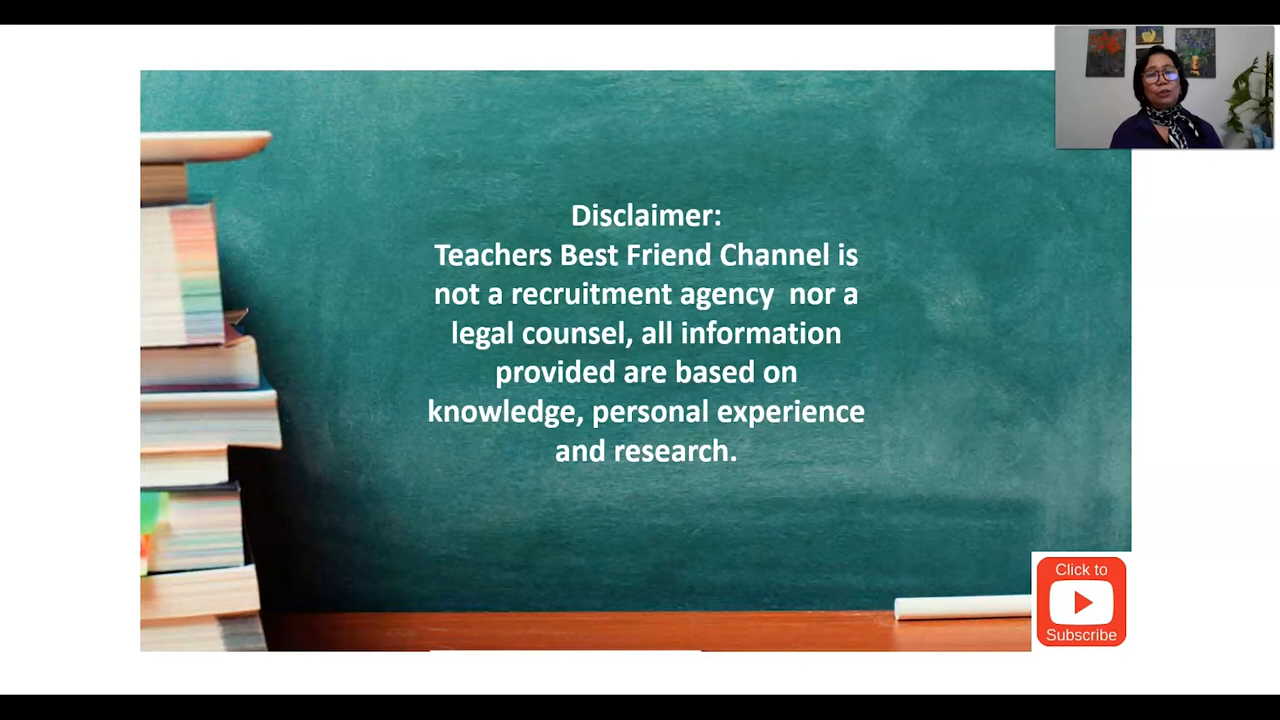 Disclaimer:
Teachers Best Friend Channel is
not a recruitment agency  nor a
legal counsel, all information
provided are based on
knowledge, personal experience
and research.
Click to
Subscribe